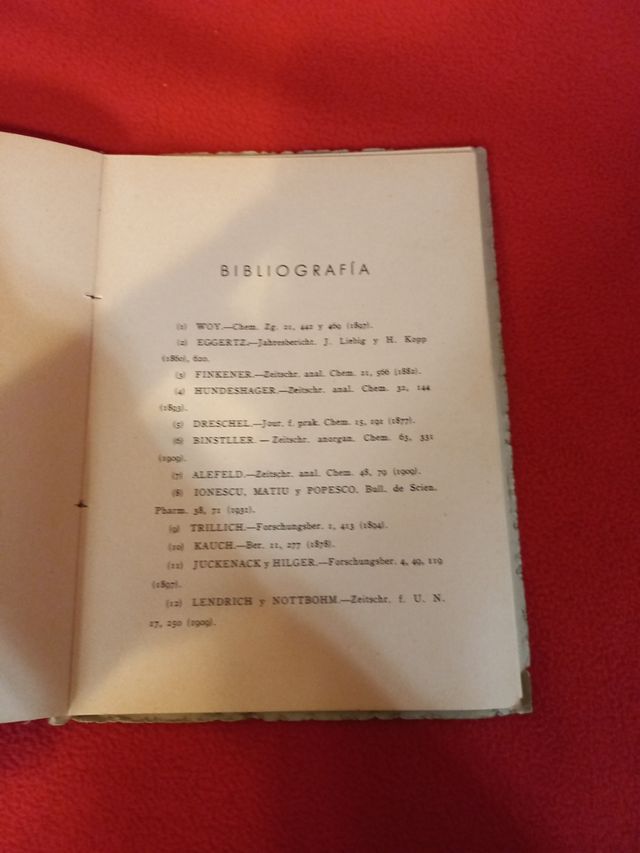 BIBLIOGRAFÍA
(1) WOY.—Chem. Zg. 21, 442 y 469 (1897).
(2) EGGERTZ.—Jahresbericht. J. Liebig y H. Kopp
(1860), 620.
(3) FINKENER.—Zeitschr. anal. Chem. 21, 566 (1882).
(4) HUNDESHAGER.—Zeitschr. anal. Chem. 32, 144
(1893).
(5) DRESCHEL.—Jour. f. prak. Chem. 15, 291 (1877).
(6) BINSTLLER.—Zeitschr. anorgan. Chem. 63, 331
(1909).
(7) ALEFELD.—Zeitschr. anal. Chem. 48, 79 (1909).
(8) IONESCU, MATIU y POPESCO. Bull. de Scien.
Pharm. 38, 71 (1931).
(9) TRILLICH.—Forschungsber. 1, 413 (1894).
(10) KAUCH.—Ber. 11, 277 (1878).
(11) JUCKENACK y HILGER.—Forschungsber. 4, 49, 119
(1897).
(12) LENDRICH y NOTTBOHM.—Zeitschr. f. U. N.
17, 250 (1909).